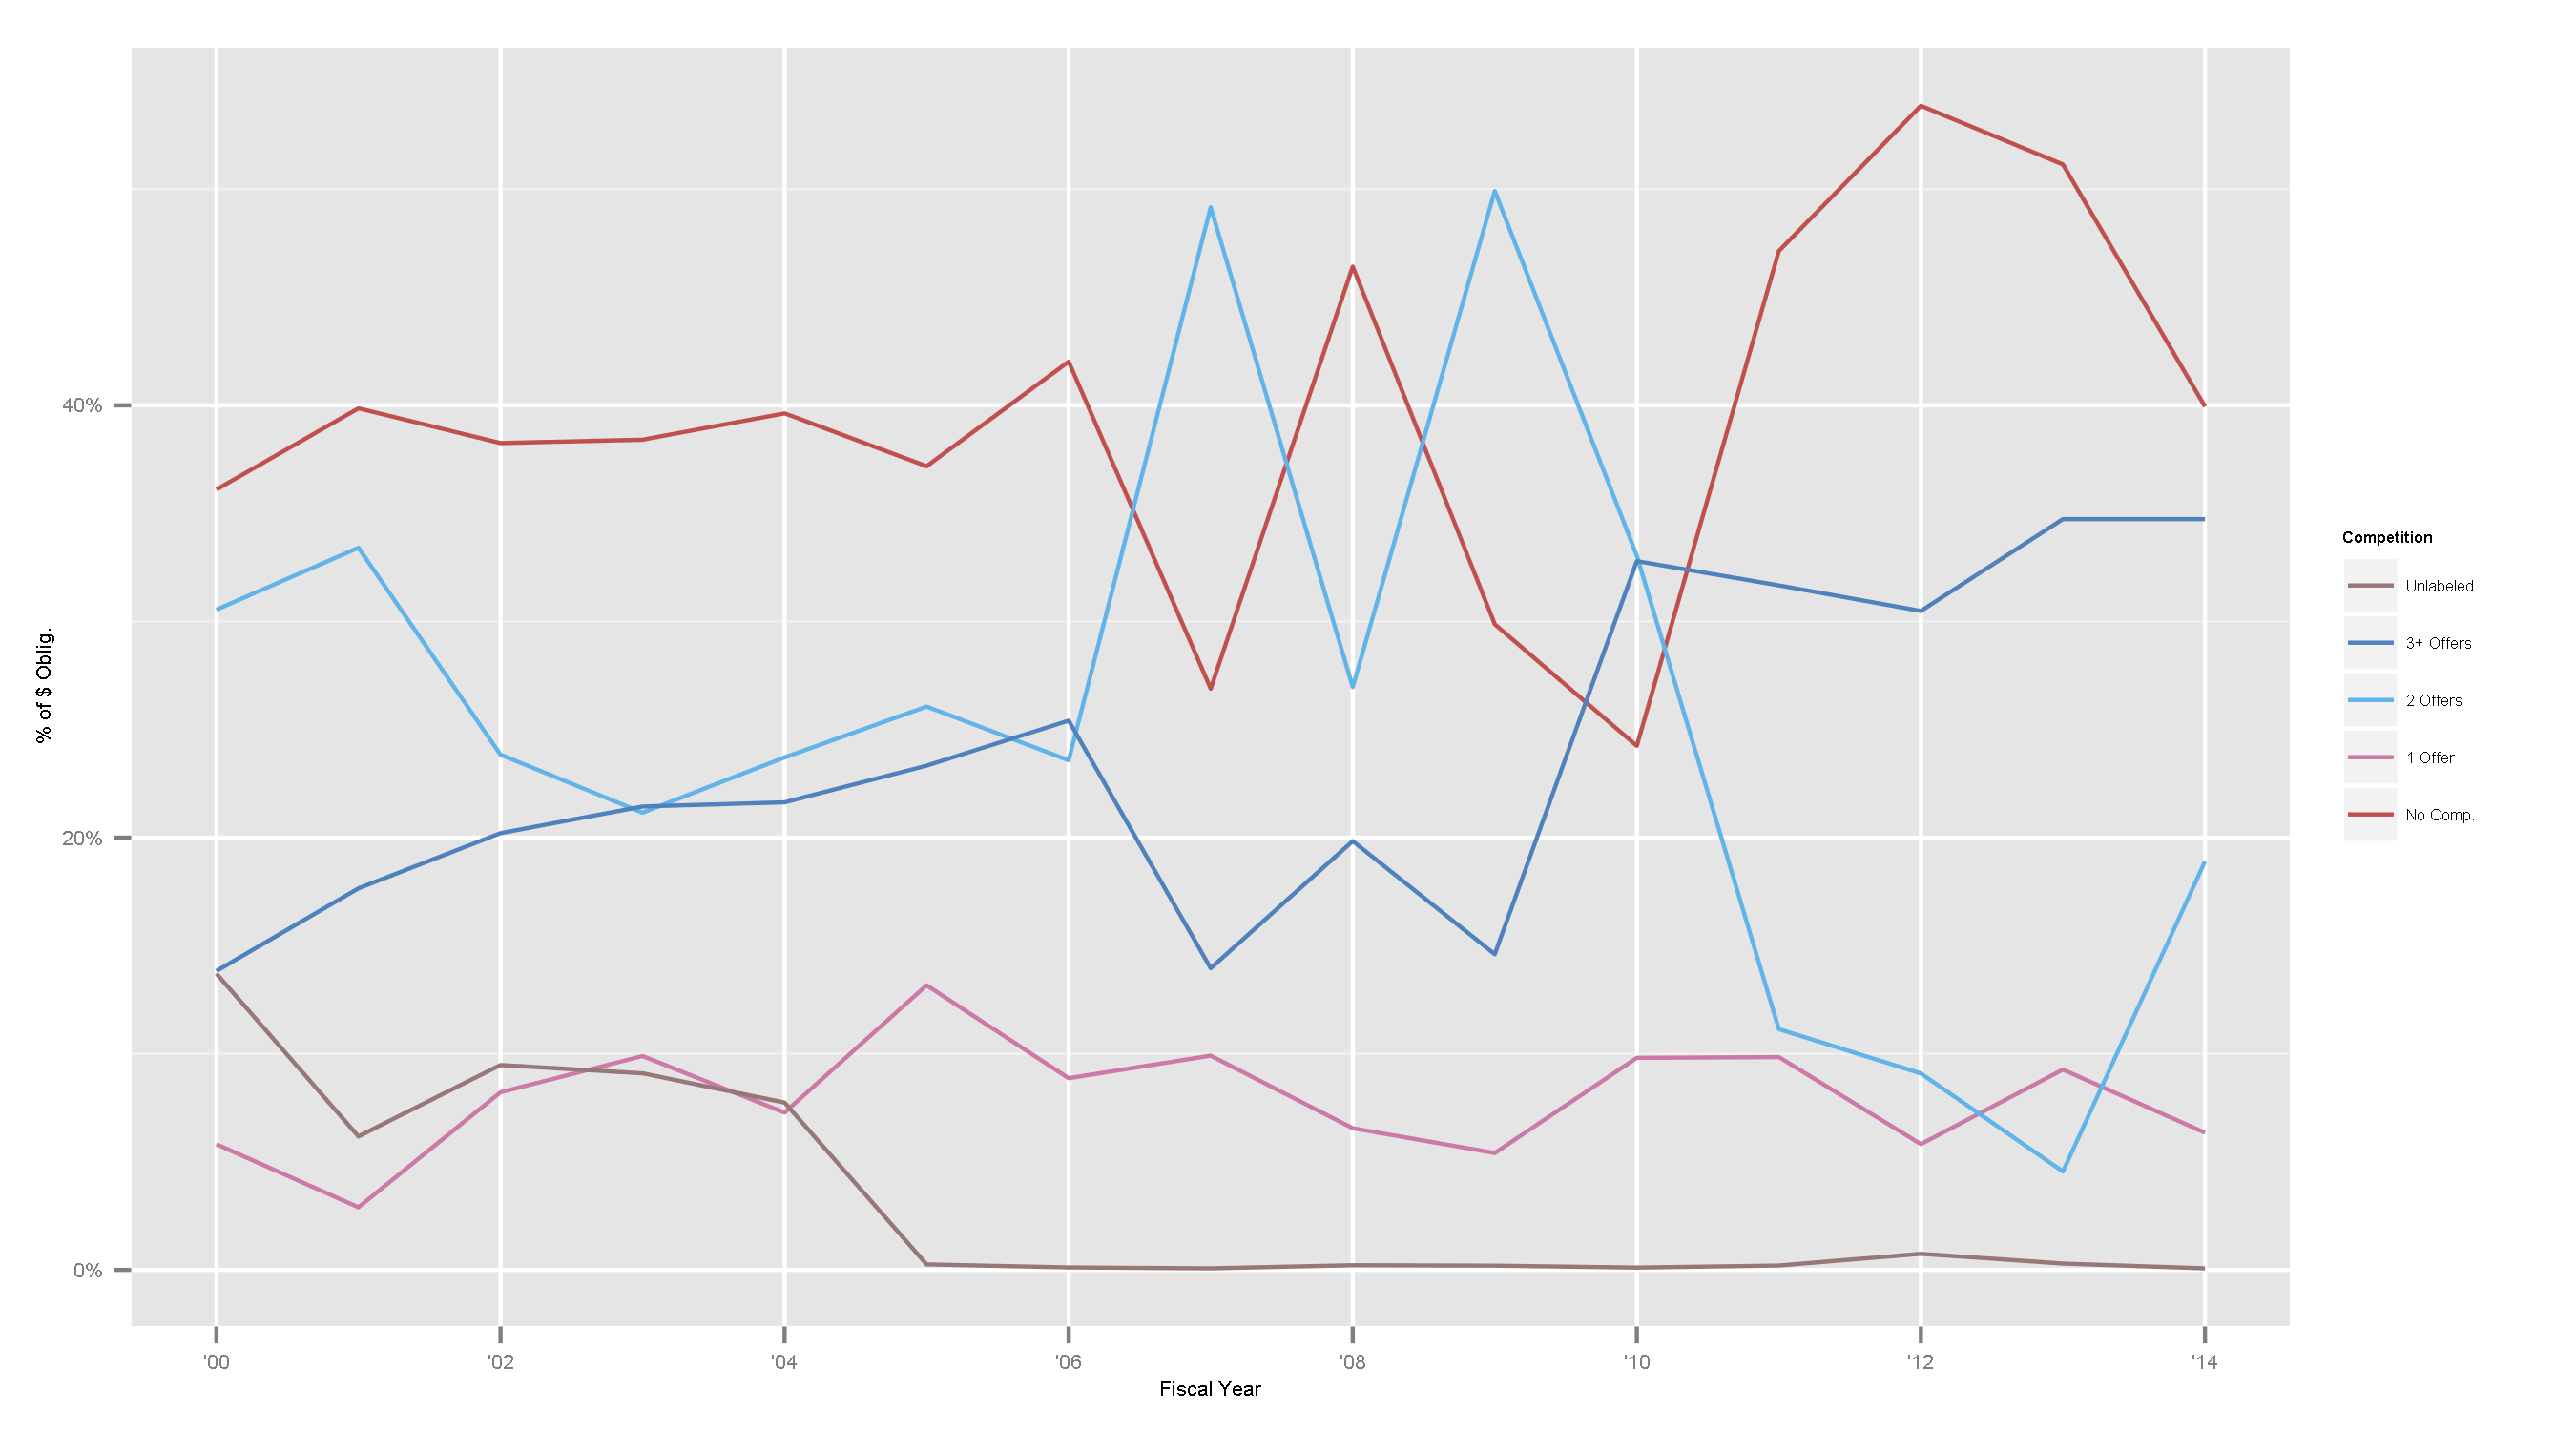 40%
20%
0%
% of $ Oblig.
'00 '02 '04 '06 '08 '10 '12 '14
Fiscal Year
Competition
Unlabeled
3+ Offers
2 Offers
1 Offer
No Comp.